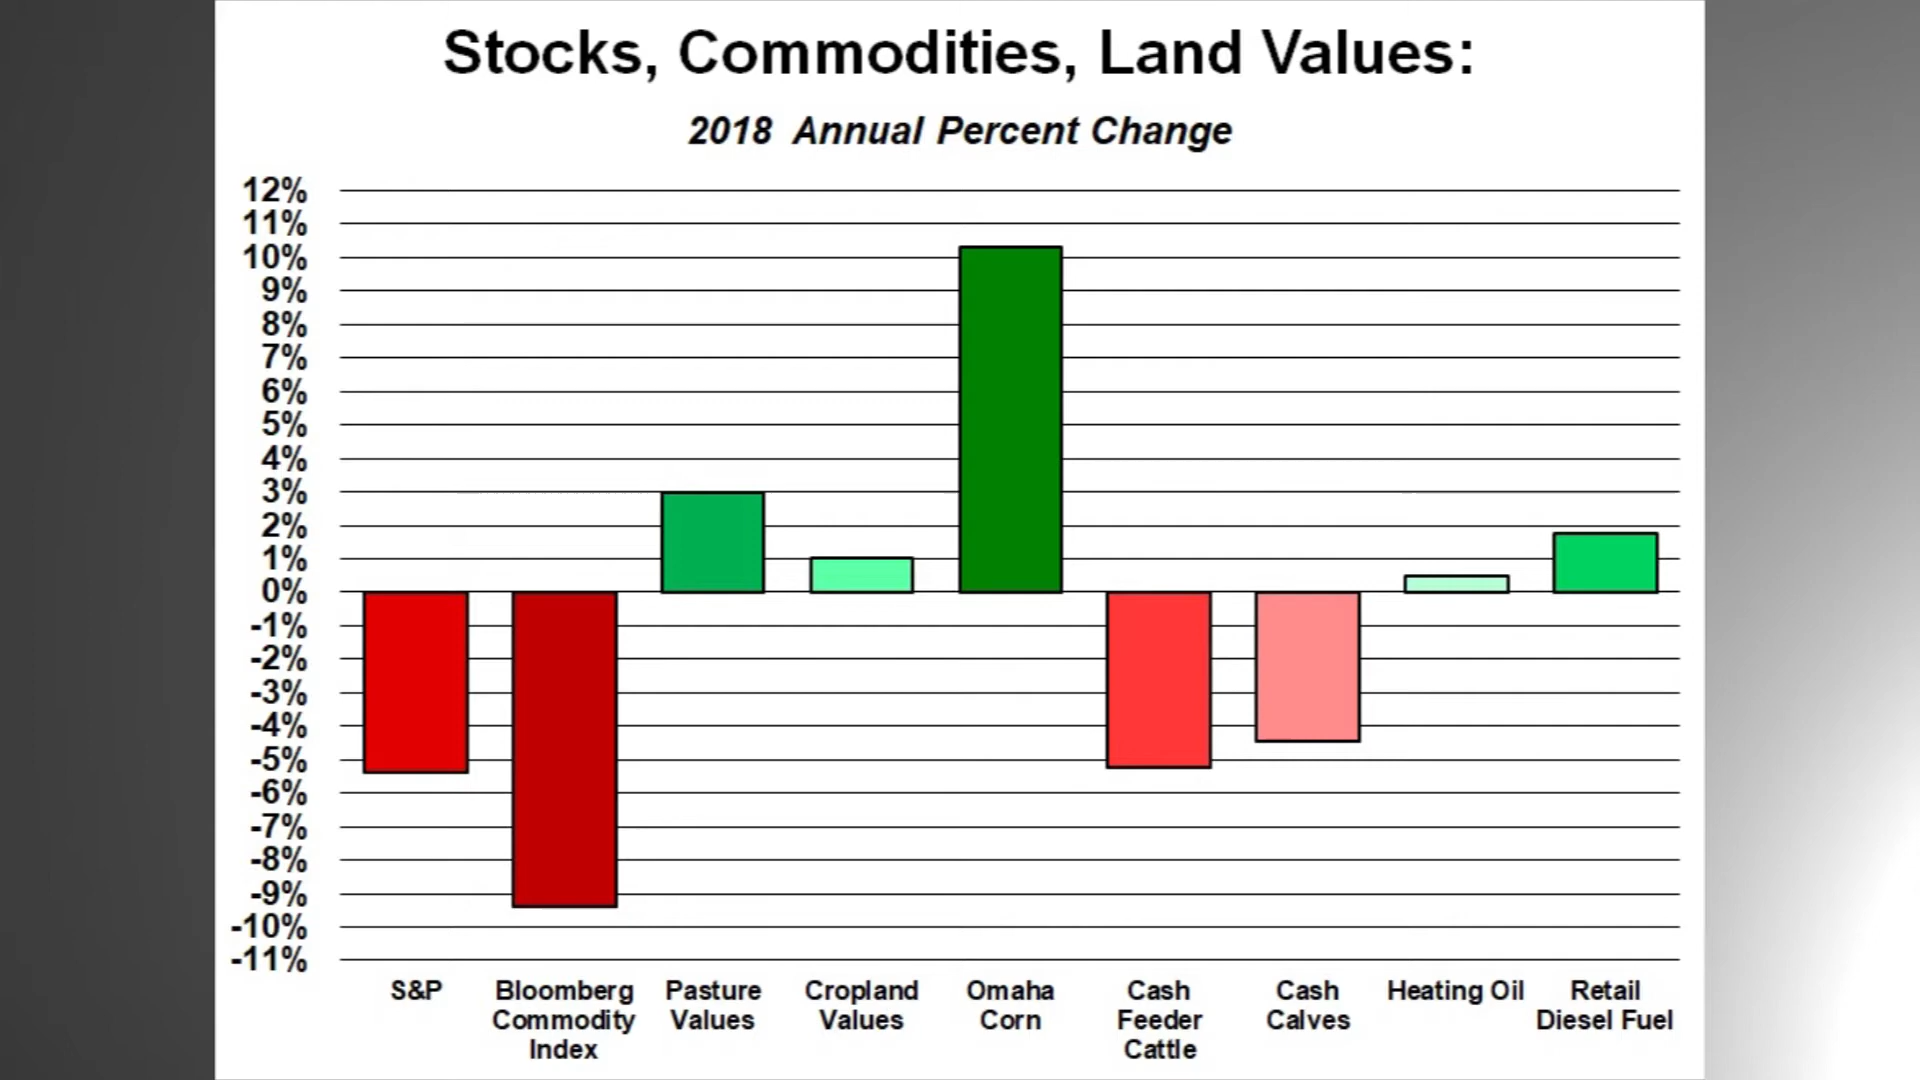 Stocks, Commodities, Land Values:
2018 Annual Percent Change
12%
11%
10%
9%
8%
7%
6%
5%
4%
3%
2%
1%
0%
-1%
-2%
-3%
-4%
-5%
-6%
-7%
-8%
-9%
-10%
-11%
S&P
Bloomberg
Commodity
Index
Pasture
Values
Cropland
Values
Omaha
Corn
Cash
Feeder
Cattle
Cash
Calves
Heating Oil
Retail
Diesel Fuel